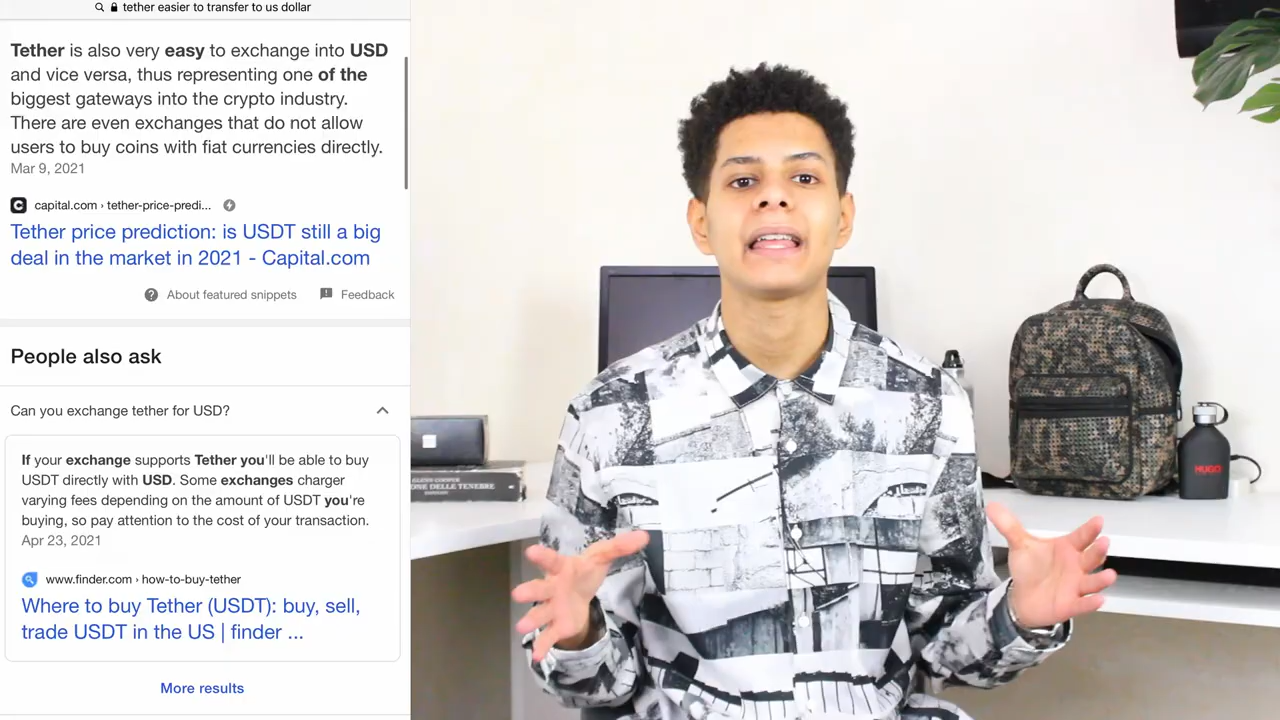 tether easier to transfer to us dollar
Tether is also very easy to exchange into USD
and vice versa, thus representing one of the
biggest gateways into the crypto industry.
There are even exchanges that do not allow
users to buy coins with fiat currencies directly.
Mar 9, 2021
capital.com › tether-price-predi...
Tether price prediction: is USDT still a big
deal in the market in 2021 - Capital.com
About featured snippets
Feedback
People also ask
Can you exchange tether for USD?
If your exchange supports Tether you'll be able to buy
USDT directly with USD. Some exchanges charger
varying fees depending on the amount of USDT you're
buying, so pay attention to the cost of your transaction.
Apr 23, 2021
www.finder.com › how-to-buy-tether
Where to buy Tether (USDT): buy, sell,
trade USDT in the US | finder ...
More results
GLENN COOPER
ONE DELLE TENEBRE
HUGO